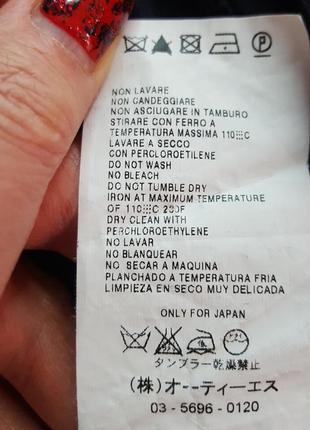 P
NON LAVARE
NON CANDEGGIARE
NON ASCIUGARE IN TAMBURO
STIRARE CON FERRO A
TEMPERATURA MASSIMA 110░C
LAVARE A SECCO
CON PERCLOROETILENE
DO NOT WASH
NO BLEACH
DO NOT TUMBLE DRY
IRON AT MAXIMUM TEMPERATURE
OF 110░C 230F
DRY CLEAN WITH
PERCHLOROETHYLENE
NO LAVAR
NO BLANQUEAR
NO SECAR A MAQUINA
PLANCHADO A TEMPERATURA FRIA
LIMPIEZA EN SECO MUY DELICADA
ONLY FOR JAPAN
タンブラー乾燥禁止
(株)オーティーエス
03 - 5696 - 0120